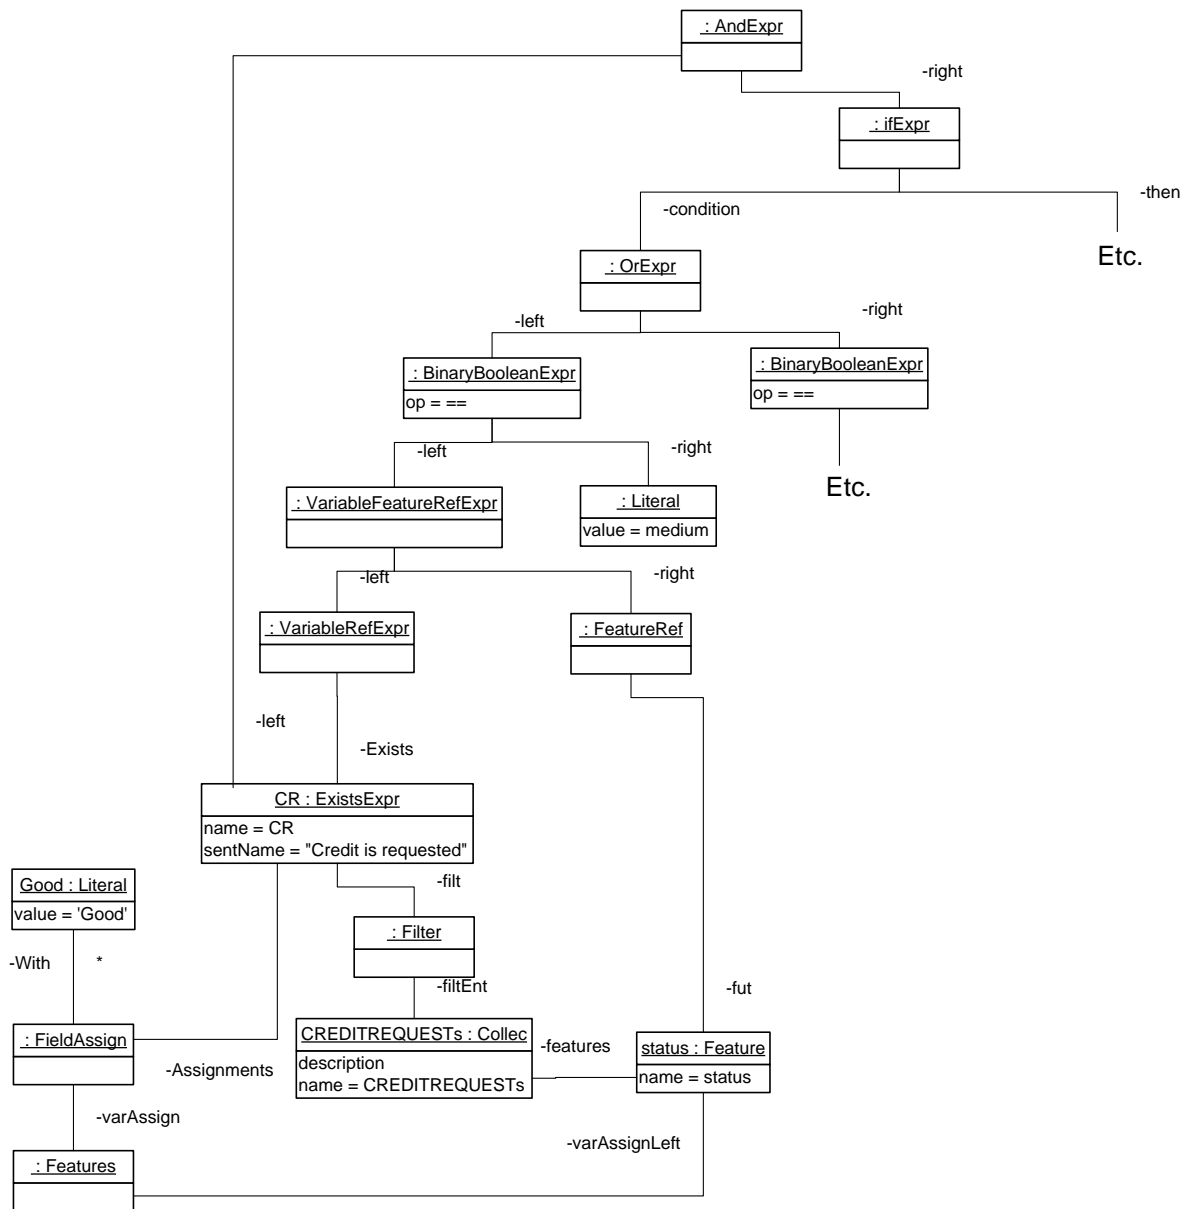 : AndExpr
-right
: ifExpr
-then
-condition
Etc.
: OrExpr
-left
-right
: BinaryBooleanExpr
op = ==
: BinaryBooleanExpr
op = ==
-left
-right
Etc.
: VariableFeatureRefExpr
: Literal
value = medium
-left
-right
: VariableRefExpr
: FeatureRef
-left
-Exists
CR : ExistsExpr
name = CR
sentName = "Credit is requested"
-filt
Good : Literal
value = 'Good'
: Filter
-With
*
-filtEnt
-fut
: FieldAssign
CREDITREQUESTs : Collec
description
name = CREDITREQUESTs
-features
status : Feature
name = status
-Assignments
-varAssign
-varAssignLeft
: Features